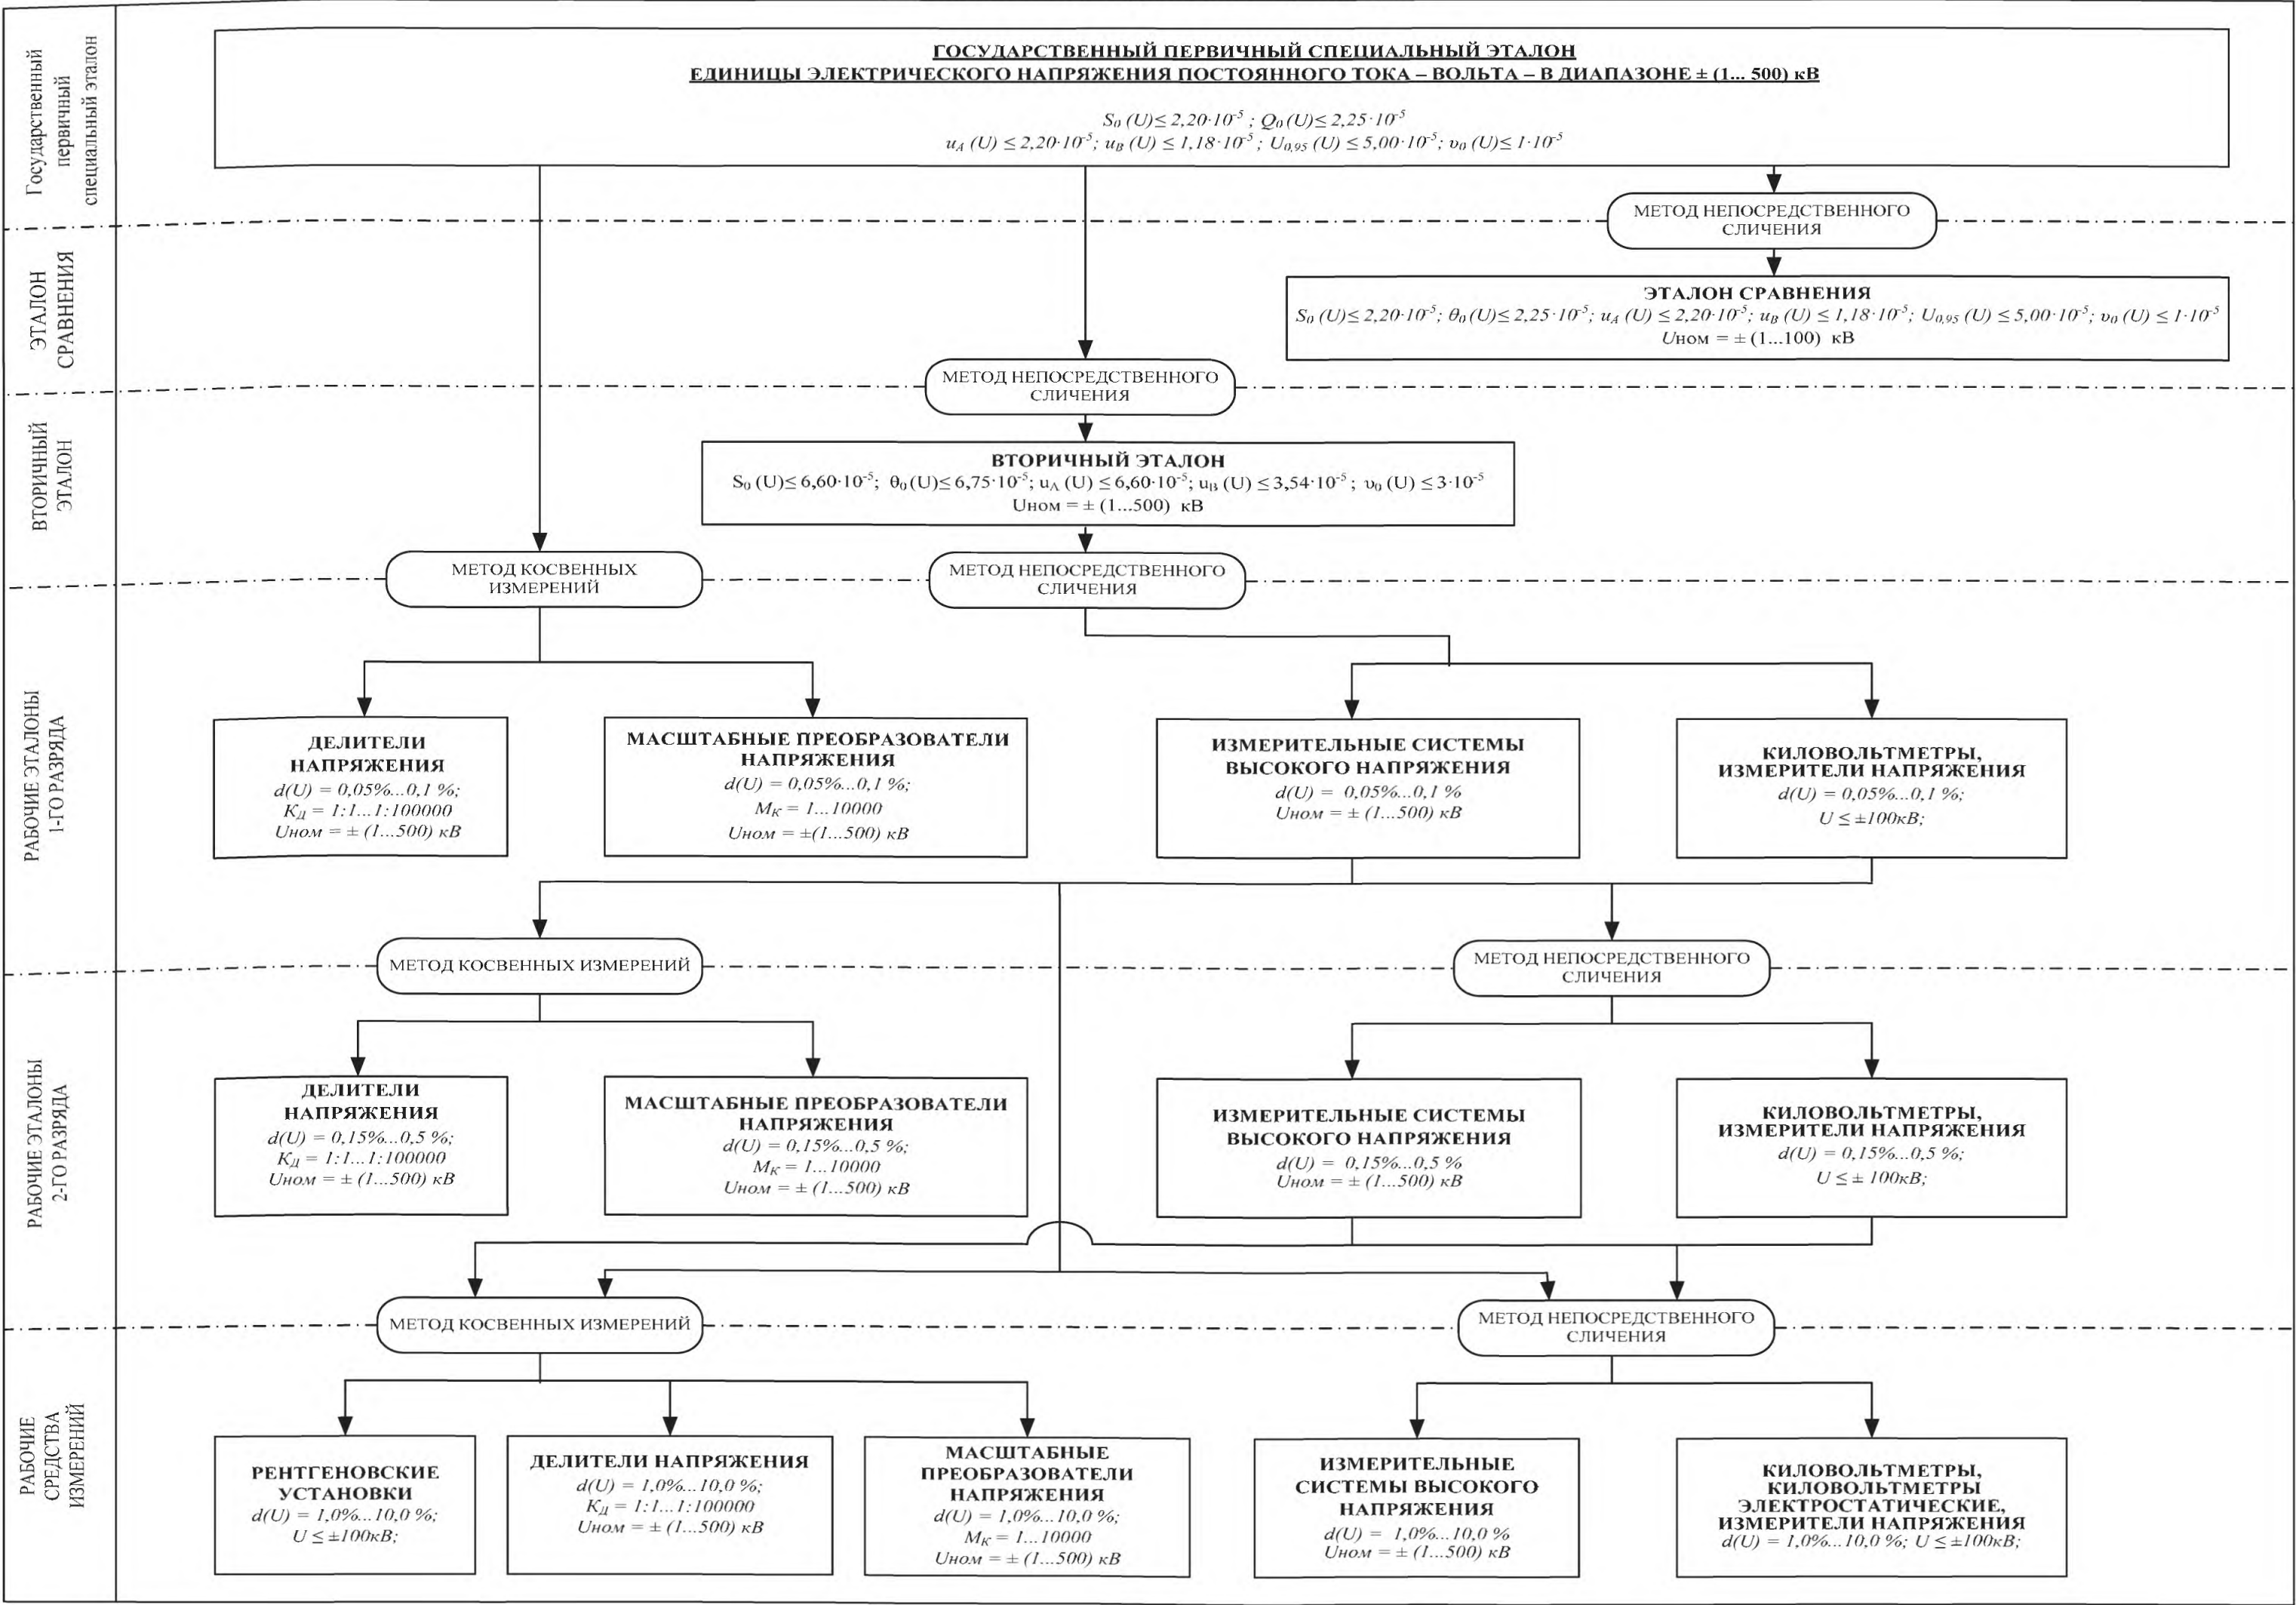 Государственный
первичный
специальный эталон
ГОСУДАРСТВЕННЫЙ ПЕРВИЧНЫЙ СПЕЦИАЛЬНЫЙ ЭТАЛОН
ЕДИНИЦЫ ЭЛЕКТРИЧЕСКОГО НАПРЯЖЕНИЯ ПОСТОЯННОГО ТОКА – ВОЛЬТА – В ДИАПАЗОНЕ ± (1... 500) кВ
S₀ (U)≤ 2,20·10⁻⁵ ; Q₀ (U)≤ 2,25·10⁻⁵
u_A (U) ≤ 2,20·10⁻⁵; u_B (U) ≤ 1,18·10⁻⁵ ; U₀,₉₅ (U) ≤ 5,00·10⁻⁵; υ₀ (U)≤ 1·10⁻⁵
МЕТОД НЕПОСРЕДСТВЕННОГО
СЛИЧЕНИЯ
ЭТАЛОН
СРАВНЕНИЯ
ЭТАЛОН СРАВНЕНИЯ
S₀ (U)≤ 2,20·10⁻⁵; θ₀ (U)≤ 2,25·10⁻⁵; u_A (U) ≤ 2,20·10⁻⁵; u_B (U) ≤ 1,18·10⁻⁵; U₀,₉₅ (U) ≤ 5,00·10⁻⁵; υ₀ (U) ≤ 1·10⁻⁵
Uном = ± (1...100) кВ
МЕТОД НЕПОСРЕДСТВЕННОГО
СЛИЧЕНИЯ
ВТОРИЧНЫЙ
ЭТАЛОН
ВТОРИЧНЫЙ ЭТАЛОН
S₀ (U)≤ 6,60·10⁻⁵; θ₀ (U)≤ 6,75·10⁻⁵; u_A (U) ≤ 6,60·10⁻⁵; u_B (U) ≤ 3,54·10⁻⁵ ; υ₀ (U) ≤ 3·10⁻⁵
Uном = ± (1...500) кВ
МЕТОД КОСВЕННЫХ
ИЗМЕРЕНИЙ
МЕТОД НЕПОСРЕДСТВЕННОГО
СЛИЧЕНИЯ
РАБОЧИЕ ЭТАЛОНЫ
1-ГО РАЗРЯДА
ДЕЛИТЕЛИ
НАПРЯЖЕНИЯ
d(U) = 0,05%...0,1 %;
K_Д = 1:1...1:100000
Uном = ± (1...500) кВ
МАСШТАБНЫЕ ПРЕОБРАЗОВАТЕЛИ
НАПРЯЖЕНИЯ
d(U) = 0,05%...0,1 %;
M_K = 1...10000
Uном = ±(1...500) кВ
ИЗМЕРИТЕЛЬНЫЕ СИСТЕМЫ
ВЫСОКОГО НАПРЯЖЕНИЯ
d(U) = 0,05%...0,1 %
Uном = ± (1...500) кВ
КИЛОВОЛЬТМЕТРЫ,
ИЗМЕРИТЕЛИ НАПРЯЖЕНИЯ
d(U) = 0,05%...0,1 %;
U ≤ ±100кВ;
МЕТОД КОСВЕННЫХ ИЗМЕРЕНИЙ
МЕТОД НЕПОСРЕДСТВЕННОГО
СЛИЧЕНИЯ
РАБОЧИЕ ЭТАЛОНЫ
2-ГО РАЗРЯДА
ДЕЛИТЕЛИ
НАПРЯЖЕНИЯ
d(U) = 0,15%...0,5 %;
K_Д = 1:1...1:100000
Uном = ± (1...500) кВ
МАСШТАБНЫЕ ПРЕОБРАЗОВАТЕЛИ
НАПРЯЖЕНИЯ
d(U) = 0,15%...0,5 %;
M_K = 1...10000
Uном = ± (1...500) кВ
ИЗМЕРИТЕЛЬНЫЕ СИСТЕМЫ
ВЫСОКОГО НАПРЯЖЕНИЯ
d(U) = 0,15%...0,5 %
Uном = ± (1...500) кВ
КИЛОВОЛЬТМЕТРЫ,
ИЗМЕРИТЕЛИ НАПРЯЖЕНИЯ
d(U) = 0,15%...0,5 %;
U ≤ ± 100кВ;
МЕТОД КОСВЕННЫХ ИЗМЕРЕНИЙ
МЕТОД НЕПОСРЕДСТВЕННОГО
СЛИЧЕНИЯ
РАБОЧИЕ
СРЕДСТВА
ИЗМЕРЕНИЙ
РЕНТГЕНОВСКИЕ
УСТАНОВКИ
d(U) = 1,0%...10,0 %;
U ≤ ±100кВ;
ДЕЛИТЕЛИ НАПРЯЖЕНИЯ
d(U) = 1,0%...10,0 %;
K_Д = 1:1...1:100000
Uном = ± (1...500) кВ
МАСШТАБНЫЕ
ПРЕОБРАЗОВАТЕЛИ
НАПРЯЖЕНИЯ
d(U) = 1,0%...10,0 %;
M_K = 1...10000
Uном = ± (1...500) кВ
ИЗМЕРИТЕЛЬНЫЕ
СИСТЕМЫ ВЫСОКОГО
НАПРЯЖЕНИЯ
d(U) = 1,0%...10,0 %
Uном = ± (1...500) кВ
КИЛОВОЛЬТМЕТРЫ,
КИЛОВОЛЬТМЕТРЫ
ЭЛЕКТРОСТАТИЧЕСКИЕ,
ИЗМЕРИТЕЛИ НАПРЯЖЕНИЯ
d(U) = 1,0%...10,0 %; U ≤ ±100кВ;